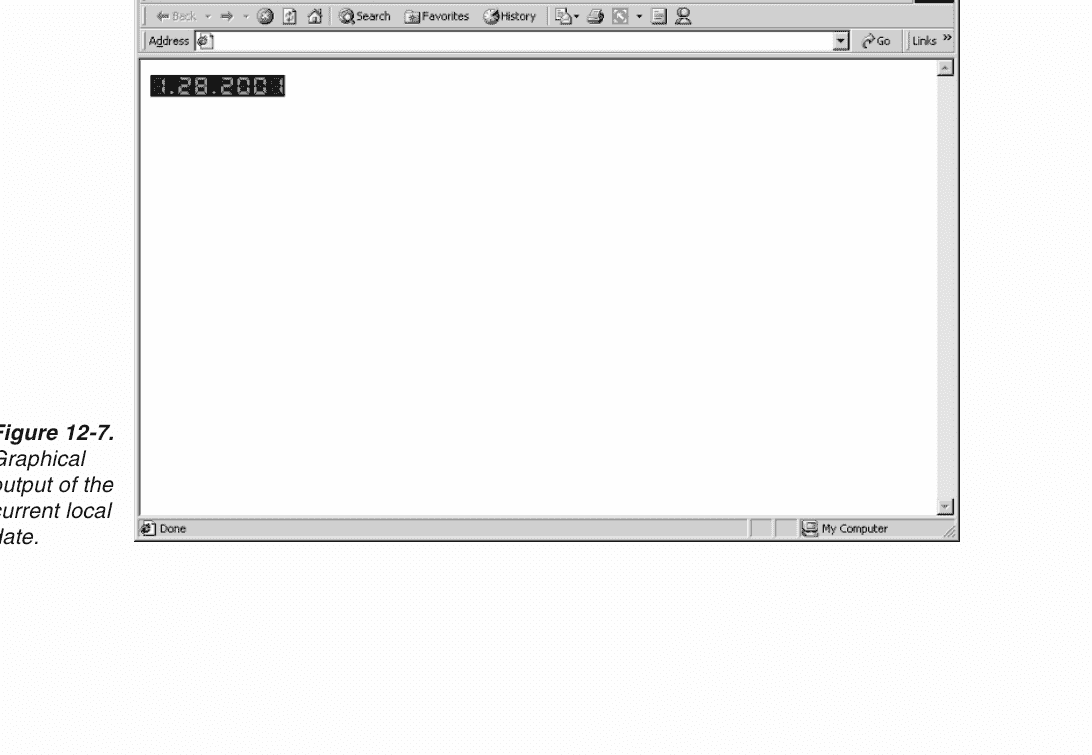 Back Search Favorites History
Address Go Links »
1.28.2001
Figure 12-7.
Graphical
output of the
current local
date.
Done My Computer